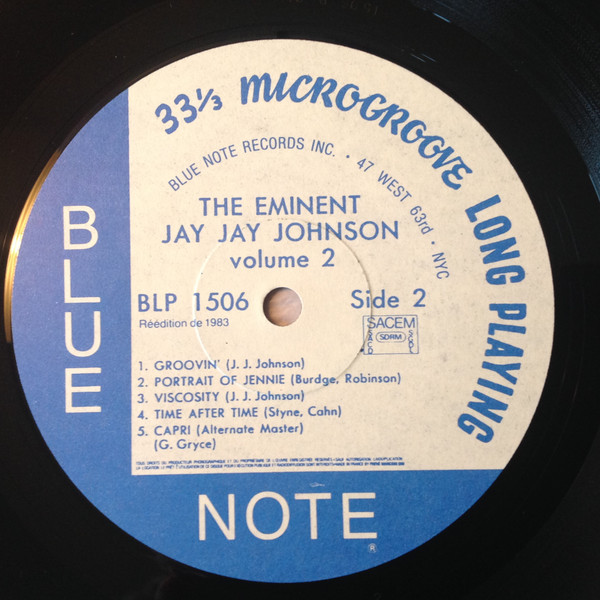 33⅓ MICROGROOVE LONG PLAYING
BLUE NOTE RECORDS INC. • 47 WEST 63rd • NYC
THE EMINENT
JAY JAY JOHNSON
volume 2
BLP 1506 Side 2
Réédition de 1983
SACEM
SDRM
1. GROOVIN' (J. J. Johnson)
2. PORTRAIT OF JENNIE (Burdge, Robinson)
3. VISCOSITY (J. J. Johnson)
4. TIME AFTER TIME (Styne, Cahn)
5. CAPRI (Alternate Master)
(G. Gryce)
BLUE
NOTE
®